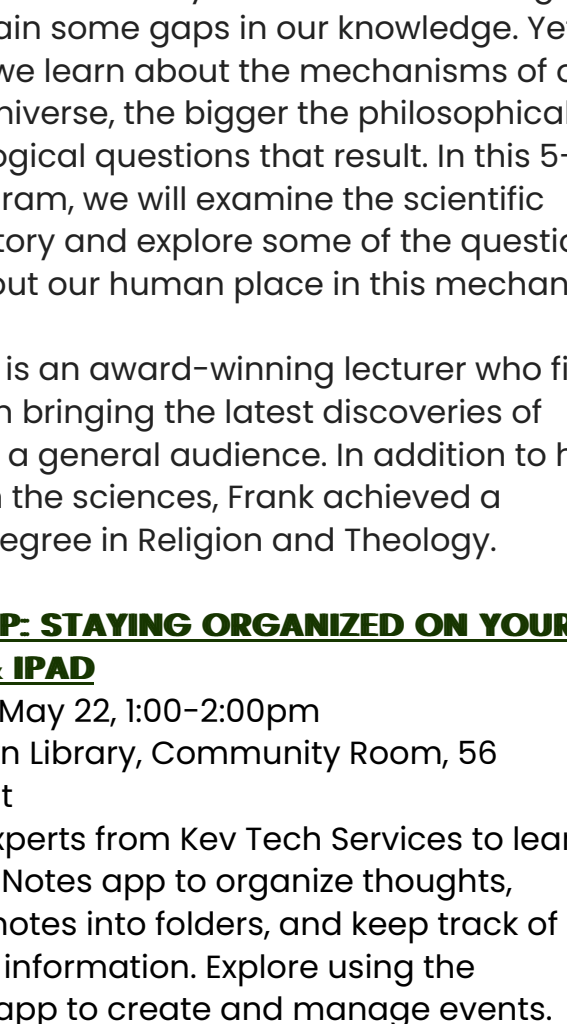 ain some gaps in our knowledge. Ye
we learn about the mechanisms of
niverse, the bigger the philosophical
ogical questions that result. In this 5-
ram, we will examine the scientific
tory and explore some of the questi
out our human place in this mechan
is an award-winning lecturer who fi
bringing the latest discoveries of
a general audience. In addition to h
the sciences, Frank achieved a
egree in Religion and Theology.
P: STAYING ORGANIZED ON YOUR
& IPAD
May 22, 1:00-2:00pm
n Library, Community Room, 56
t
xperts from Kev Tech Services to lear
Notes app to organize thoughts,
notes into folders, and keep track of
information. Explore using the
app to create and manage events.